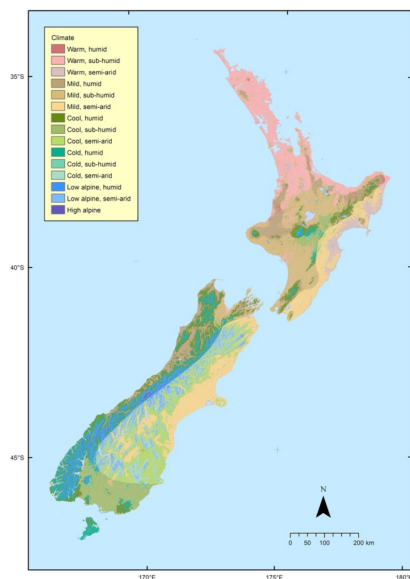 Climate
Warm, humid
Warm, sub-humid
Warm, semi-arid
Mild, humid
Mild, sub-humid
Mild, semi-arid
Cool, humid
Cool, sub-humid
Cool, semi-arid
Cold, humid
Cold, sub-humid
Cold, semi-arid
Low alpine, humid
Low alpine, semi-arid
High alpine
35°S
40°S
45°S
N
0 50 100 200 km
170°E
175°E
180°